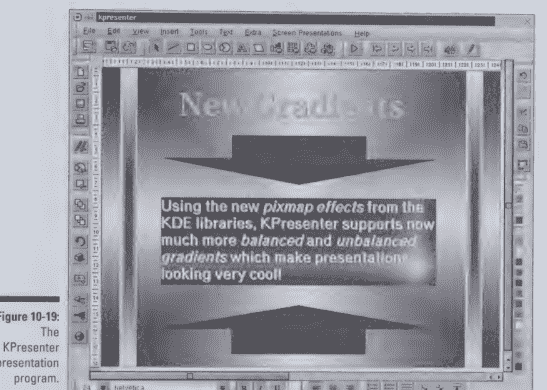 kpresenter
File Edit View Insert Tools Text Extra Screen Presentations Help
New Gradients
Using the new pixmap effects from the
KDE libraries, KPresenter supports now
much more balanced and unbalanced
gradients which make presentations
looking very cool!
helvetica
Figure 10-19:
The
KPresenter
presentation
program.